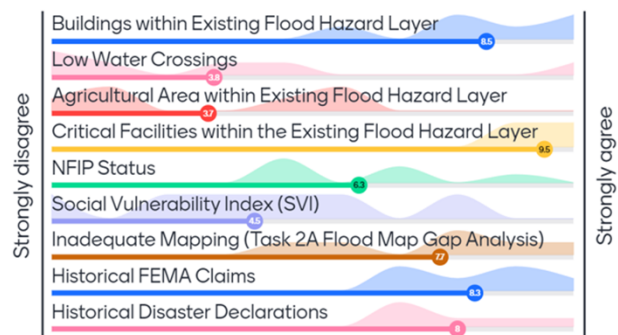 Buildings within Existing Flood Hazard Layer
8.5
Low Water Crossings
3.8
Agricultural Area within Existing Flood Hazard Layer
3.7
Critical Facilities within the Existing Flood Hazard Layer
9.5
NFIP Status
6.3
Social Vulnerability Index (SVI)
4.5
Inadequate Mapping (Task 2A Flood Map Gap Analysis)
7.7
Historical FEMA Claims
8.3
Historical Disaster Declarations
8
Strongly disagree
Strongly agree